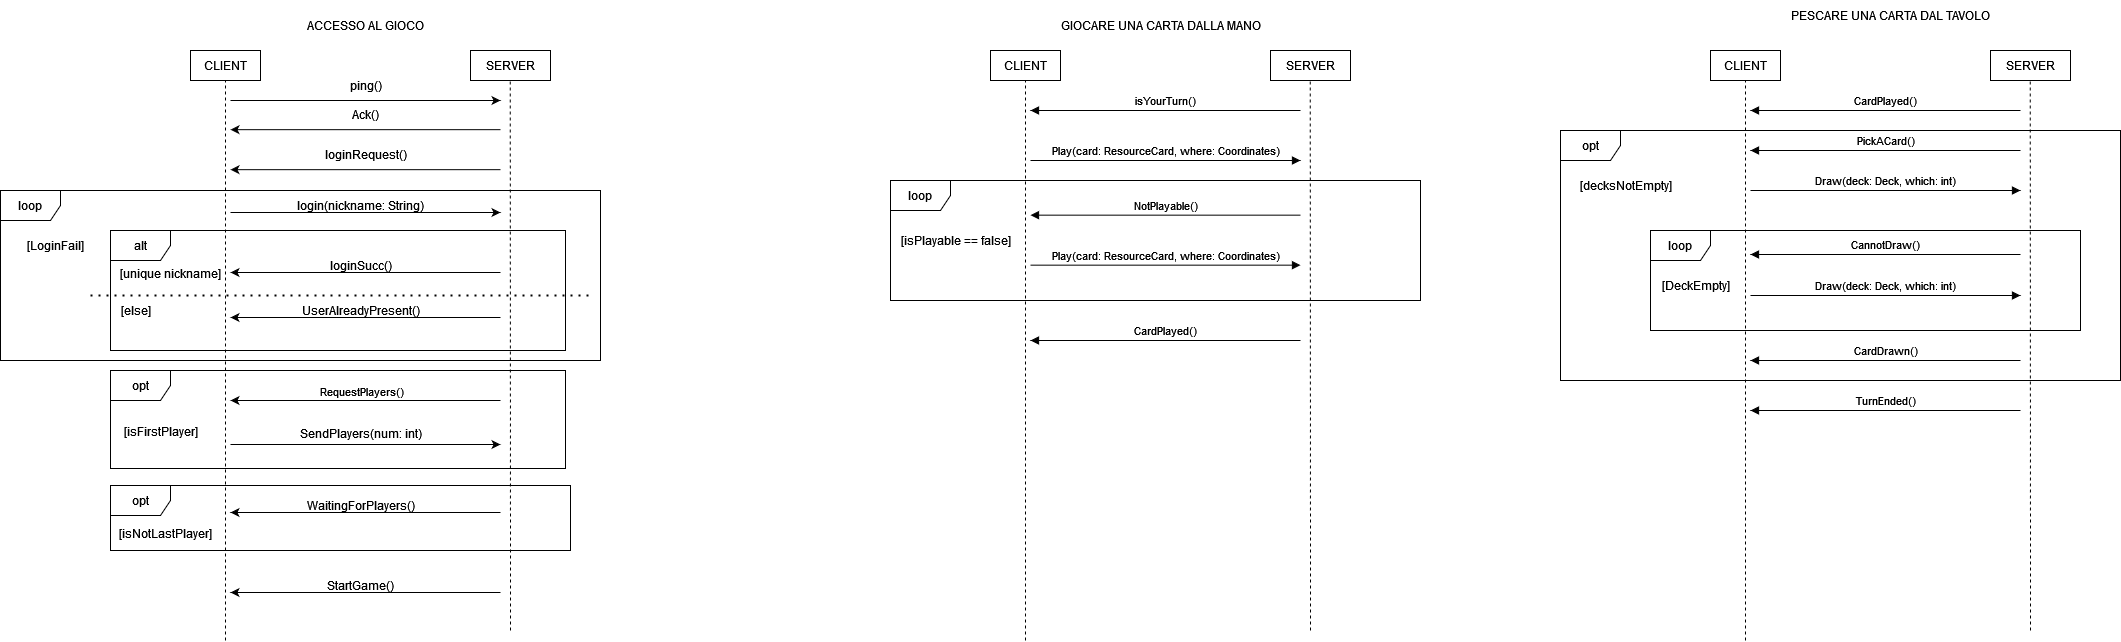 ACCESSO AL GIOCO
CLIENT
SERVER
ping()
Ack()
loginRequest()
loop
login(nickname: String)
[LoginFail]
alt
loginSucc()
[unique nickname]
[else]
UserAlreadyPresent()
opt
RequestPlayers()
[isFirstPlayer]
SendPlayers(num: int)
opt
WaitingForPlayers()
[isNotLastPlayer]
StartGame()
GIOCARE UNA CARTA DALLA MANO
CLIENT
SERVER
isYourTurn()
Play(card: ResourceCard, where: Coordinates)
loop
NotPlayable()
[isPlayable == false]
Play(card: ResourceCard, where: Coordinates)
CardPlayed()
PESCARE UNA CARTA DAL TAVOLO
CLIENT
SERVER
CardPlayed()
opt
PickACard()
[decksNotEmpty]
Draw(deck: Deck, which: int)
loop
CannotDraw()
[DeckEmpty]
Draw(deck: Deck, which: int)
CardDrawn()
TurnEnded()